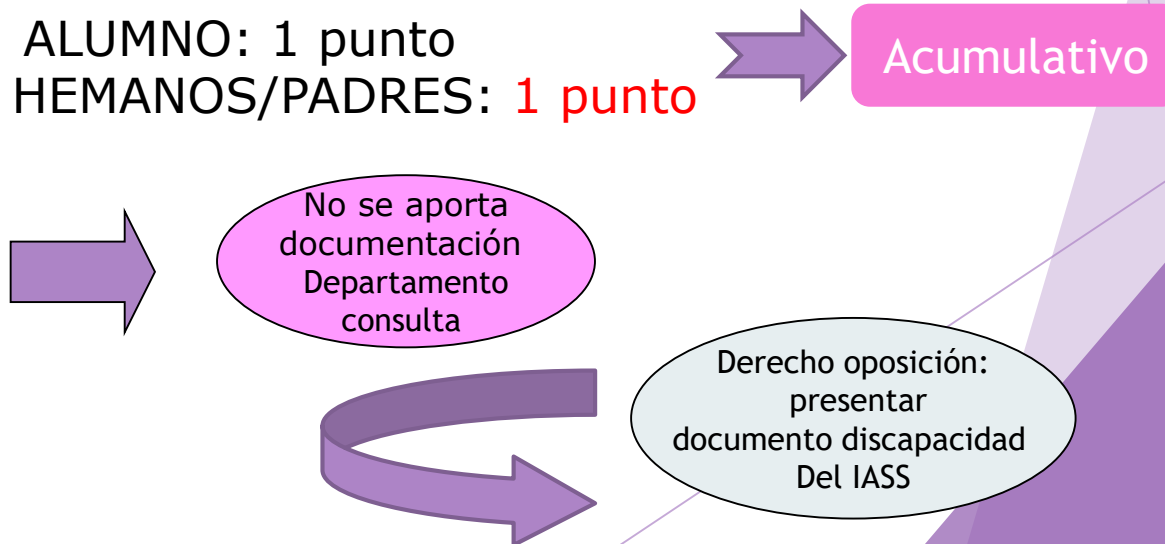 ALUMNO: 1 punto
HEMANOS/PADRES: 1 punto
Acumulativo
No se aporta
documentación
Departamento
consulta
Derecho oposición:
presentar
documento discapacidad
Del IASS